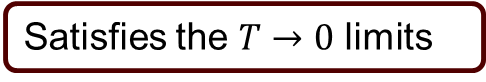 Satisfies the 𝑇 → 0 limits